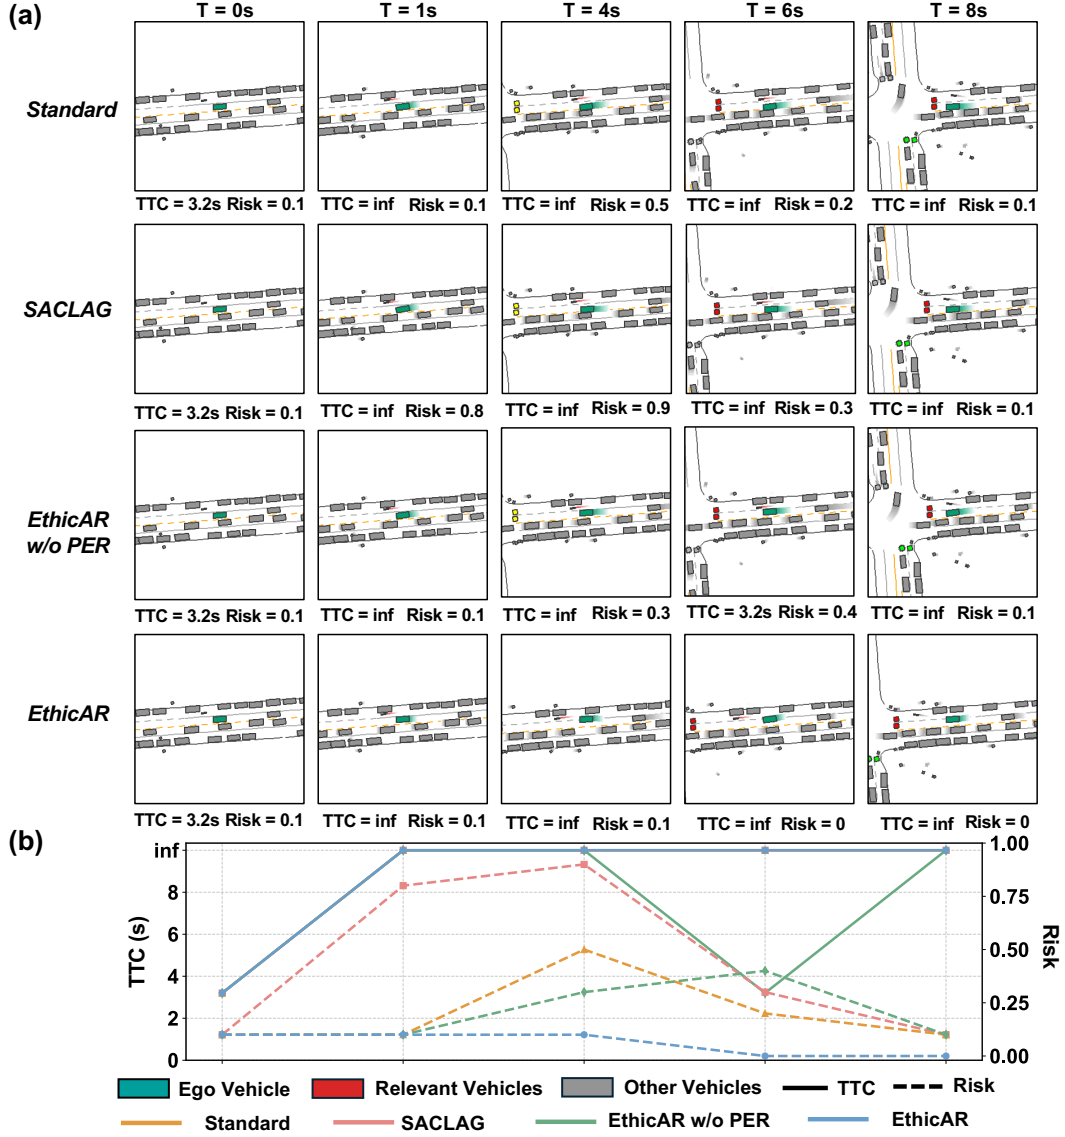 (a)
T = 0s T = 1s T = 4s T = 6s T = 8s
Standard
TTC = 3.2s Risk = 0.1 TTC = inf Risk = 0.1 TTC = inf Risk = 0.5 TTC = inf Risk = 0.2 TTC = inf Risk = 0.1
SACLAG
TTC = 3.2s Risk = 0.1 TTC = inf Risk = 0.8 TTC = inf Risk = 0.9 TTC = inf Risk = 0.3 TTC = inf Risk = 0.1
EthicAR
w/o PER
TTC = 3.2s Risk = 0.1 TTC = inf Risk = 0.1 TTC = inf Risk = 0.3 TTC = 3.2s Risk = 0.4 TTC = inf Risk = 0.1
EthicAR
TTC = 3.2s Risk = 0.1 TTC = inf Risk = 0.1 TTC = inf Risk = 0.1 TTC = inf Risk = 0 TTC = inf Risk = 0
(b)
inf
8
6
4
2
0
TTC (s)
1.00
0.75
0.50
0.25
0.00
Risk
Ego Vehicle Relevant Vehicles Other Vehicles TTC Risk
Standard SACLAG EthicAR w/o PER EthicAR